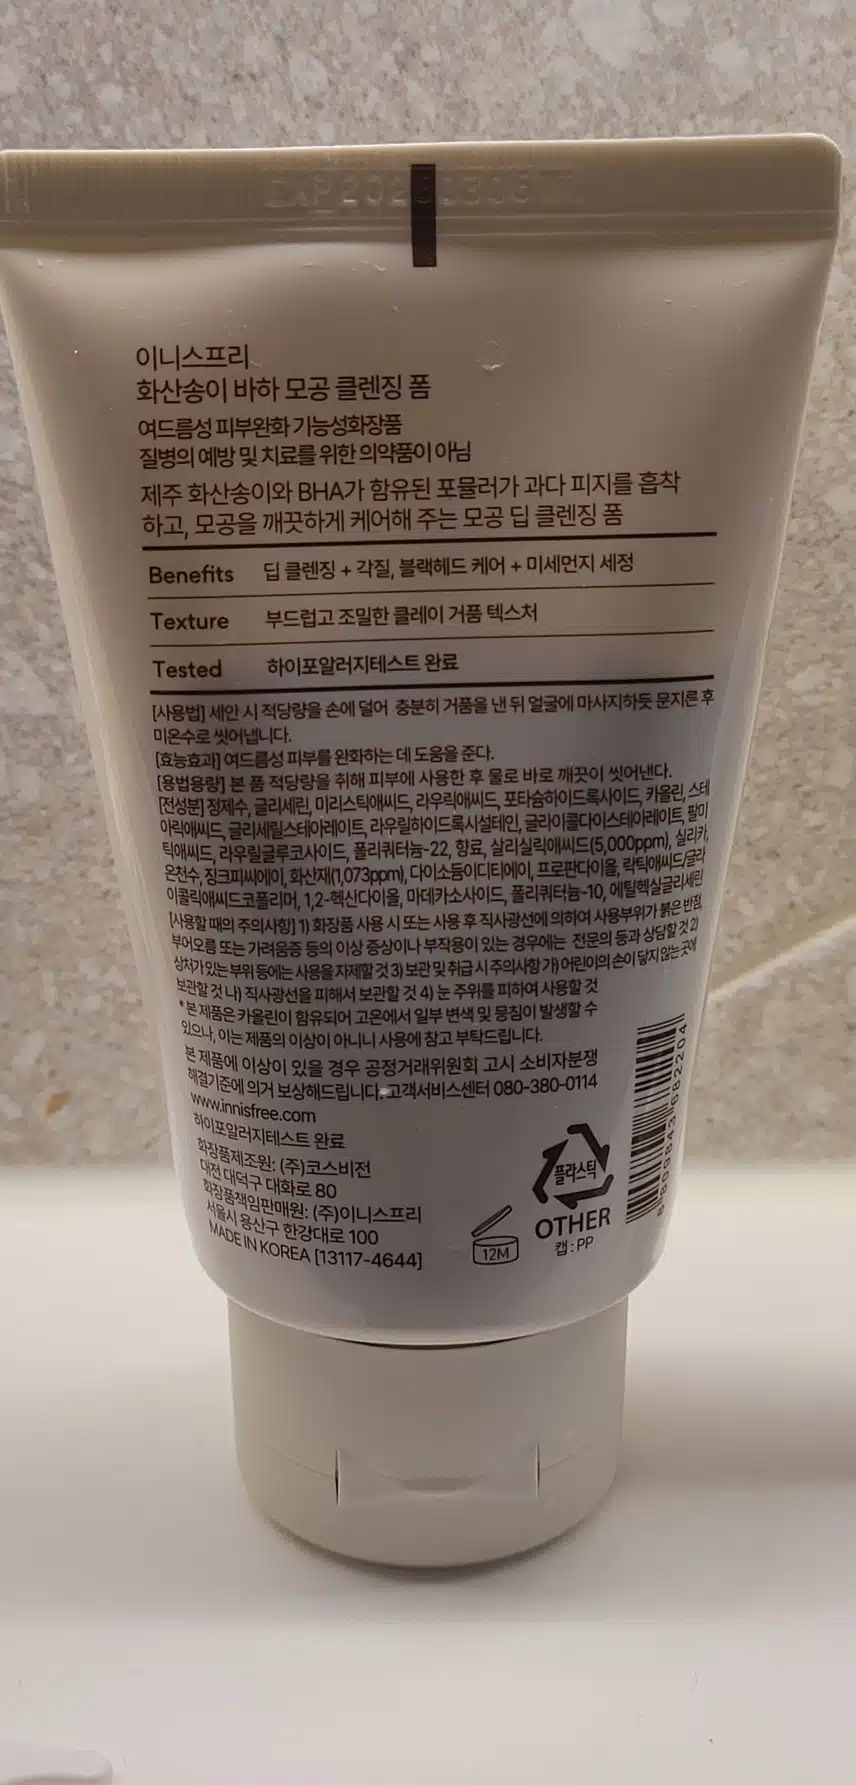 이니스프리
화산송이 바하 모공 클렌징 폼
여드름성 피부완화 기능성화장품
질병의 예방 및 치료를 위한 의약품이 아님
제주 화산송이와 BHA가 함유된 포뮬러가 과다 피지를 흡착
하고, 모공을 깨끗하게 케어해 주는 모공 딥 클렌징 폼
Benefits 딥 클렌징 + 각질, 블랙헤드 케어 + 미세먼지 세정
Texture 부드럽고 조밀한 클레이 거품 텍스처
Tested 하이포알러지테스트 완료
[사용법] 세안 시 적당량을 손에 덜어 충분히 거품을 낸 뒤 얼굴에 마사지하듯 문지른 후
미온수로 씻어냅니다.
[효능효과] 여드름성 피부를 완화하는 데 도움을 준다.
[용법용량] 본 품 적당량을 취해 피부에 사용한 후 물로 바로 깨끗이 씻어낸다.
[전성분] 정제수, 글리세린, 미리스틱애씨드, 라우릭애씨드, 포타슘하이드록사이드, 카올린, 스테
아릭애씨드, 글리세릴스테아레이트, 라우릴하이드록시설테인, 글라이콜다이스테아레이트, 팔미
틱애씨드, 라우릴글루코사이드, 폴리쿼터늄-22, 향료, 살리실릭애씨드(5,000ppm), 실리카,
온천수, 징크피씨에이, 화산재(1,073ppm), 다이소듐이디티에이, 프로판다이올, 락틱애씨드/글라
이콜릭애씨드코폴리머, 1,2-헥산다이올, 마데카소사이드, 폴리쿼터늄-10, 에틸헥실글리세린
[사용할 때의 주의사항] 1) 화장품 사용 시 또는 사용 후 직사광선에 의하여 사용부위가 붉은 반점,
부어오름 또는 가려움증 등의 이상 증상이나 부작용이 있는 경우에는 전문의 등과 상담할 것 2)
상처가 있는 부위 등에는 사용을 자제할 것 3) 보관 및 취급 시 주의사항 가) 어린이의 손이 닿지 않는 곳에
보관할 것 나) 직사광선을 피해서 보관할 것 4) 눈 주위를 피하여 사용할 것
* 본 제품은 카올린이 함유되어 고온에서 일부 변색 및 뭉침이 발생할 수
있으나, 이는 제품의 이상이 아니니 사용에 참고 부탁드립니다.
본 제품에 이상이 있을 경우 공정거래위원회 고시 소비자분쟁
해결기준에 의거 보상해드립니다. 고객서비스센터 080-380-0114
www.innisfree.com
하이포알러지테스트 완료
화장품제조원: (주)코스비전
대전 대덕구 대화로 80
화장품책임판매원: (주)이니스프리
서울시 용산구 한강대로 100
MADE IN KOREA [13117-4644]
12M
플라스틱
OTHER
캡 : PP